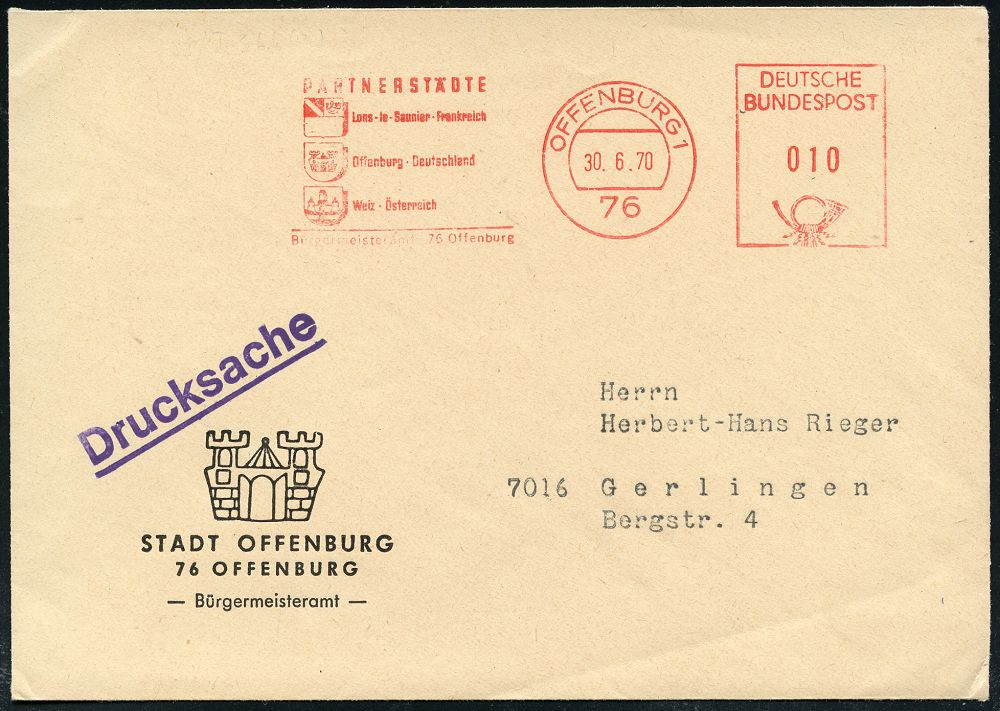 PARTNERSTÄDTE
Lons-le-Saunier · Frankreich
Offenburg · Deutschland
Weiz · Österreich
Bürgermeisteramt 76 Offenburg
OFFENBURG 1
30. 6. 70
76
DEUTSCHE
BUNDESPOST
010
Drucksache
STADT OFFENBURG
76 OFFENBURG
— Bürgermeisteramt —
Herrn
Herbert-Hans Rieger
7016 Gerlingen
Bergstr. 4